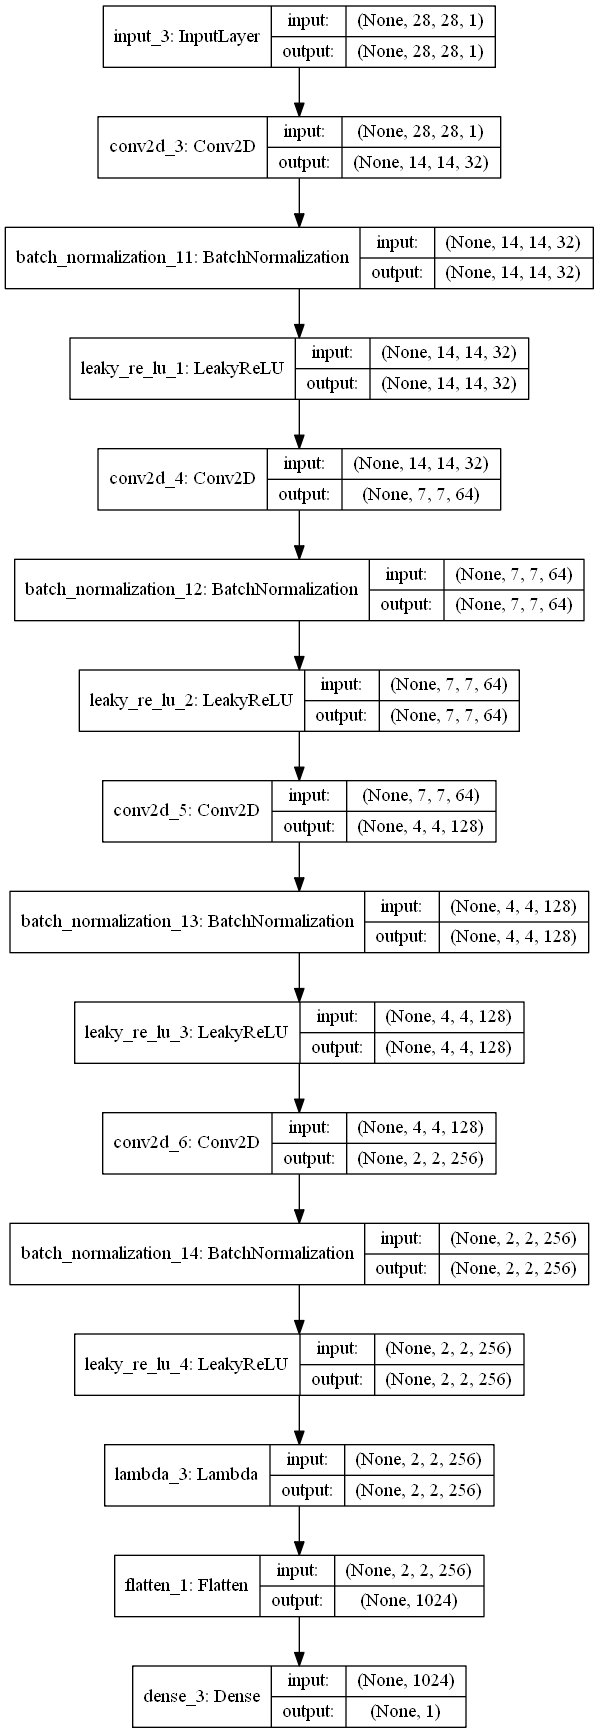 input_3: InputLayer
input: (None, 28, 28, 1)
output: (None, 28, 28, 1)
conv2d_3: Conv2D
input: (None, 28, 28, 1)
output: (None, 14, 14, 32)
batch_normalization_11: BatchNormalization
input: (None, 14, 14, 32)
output: (None, 14, 14, 32)
leaky_re_lu_1: LeakyReLU
input: (None, 14, 14, 32)
output: (None, 14, 14, 32)
conv2d_4: Conv2D
input: (None, 14, 14, 32)
output: (None, 7, 7, 64)
batch_normalization_12: BatchNormalization
input: (None, 7, 7, 64)
output: (None, 7, 7, 64)
leaky_re_lu_2: LeakyReLU
input: (None, 7, 7, 64)
output: (None, 7, 7, 64)
conv2d_5: Conv2D
input: (None, 7, 7, 64)
output: (None, 4, 4, 128)
batch_normalization_13: BatchNormalization
input: (None, 4, 4, 128)
output: (None, 4, 4, 128)
leaky_re_lu_3: LeakyReLU
input: (None, 4, 4, 128)
output: (None, 4, 4, 128)
conv2d_6: Conv2D
input: (None, 4, 4, 128)
output: (None, 2, 2, 256)
batch_normalization_14: BatchNormalization
input: (None, 2, 2, 256)
output: (None, 2, 2, 256)
leaky_re_lu_4: LeakyReLU
input: (None, 2, 2, 256)
output: (None, 2, 2, 256)
lambda_3: Lambda
input: (None, 2, 2, 256)
output: (None, 2, 2, 256)
flatten_1: Flatten
input: (None, 2, 2, 256)
output: (None, 1024)
dense_3: Dense
input: (None, 1024)
output: (None, 1)